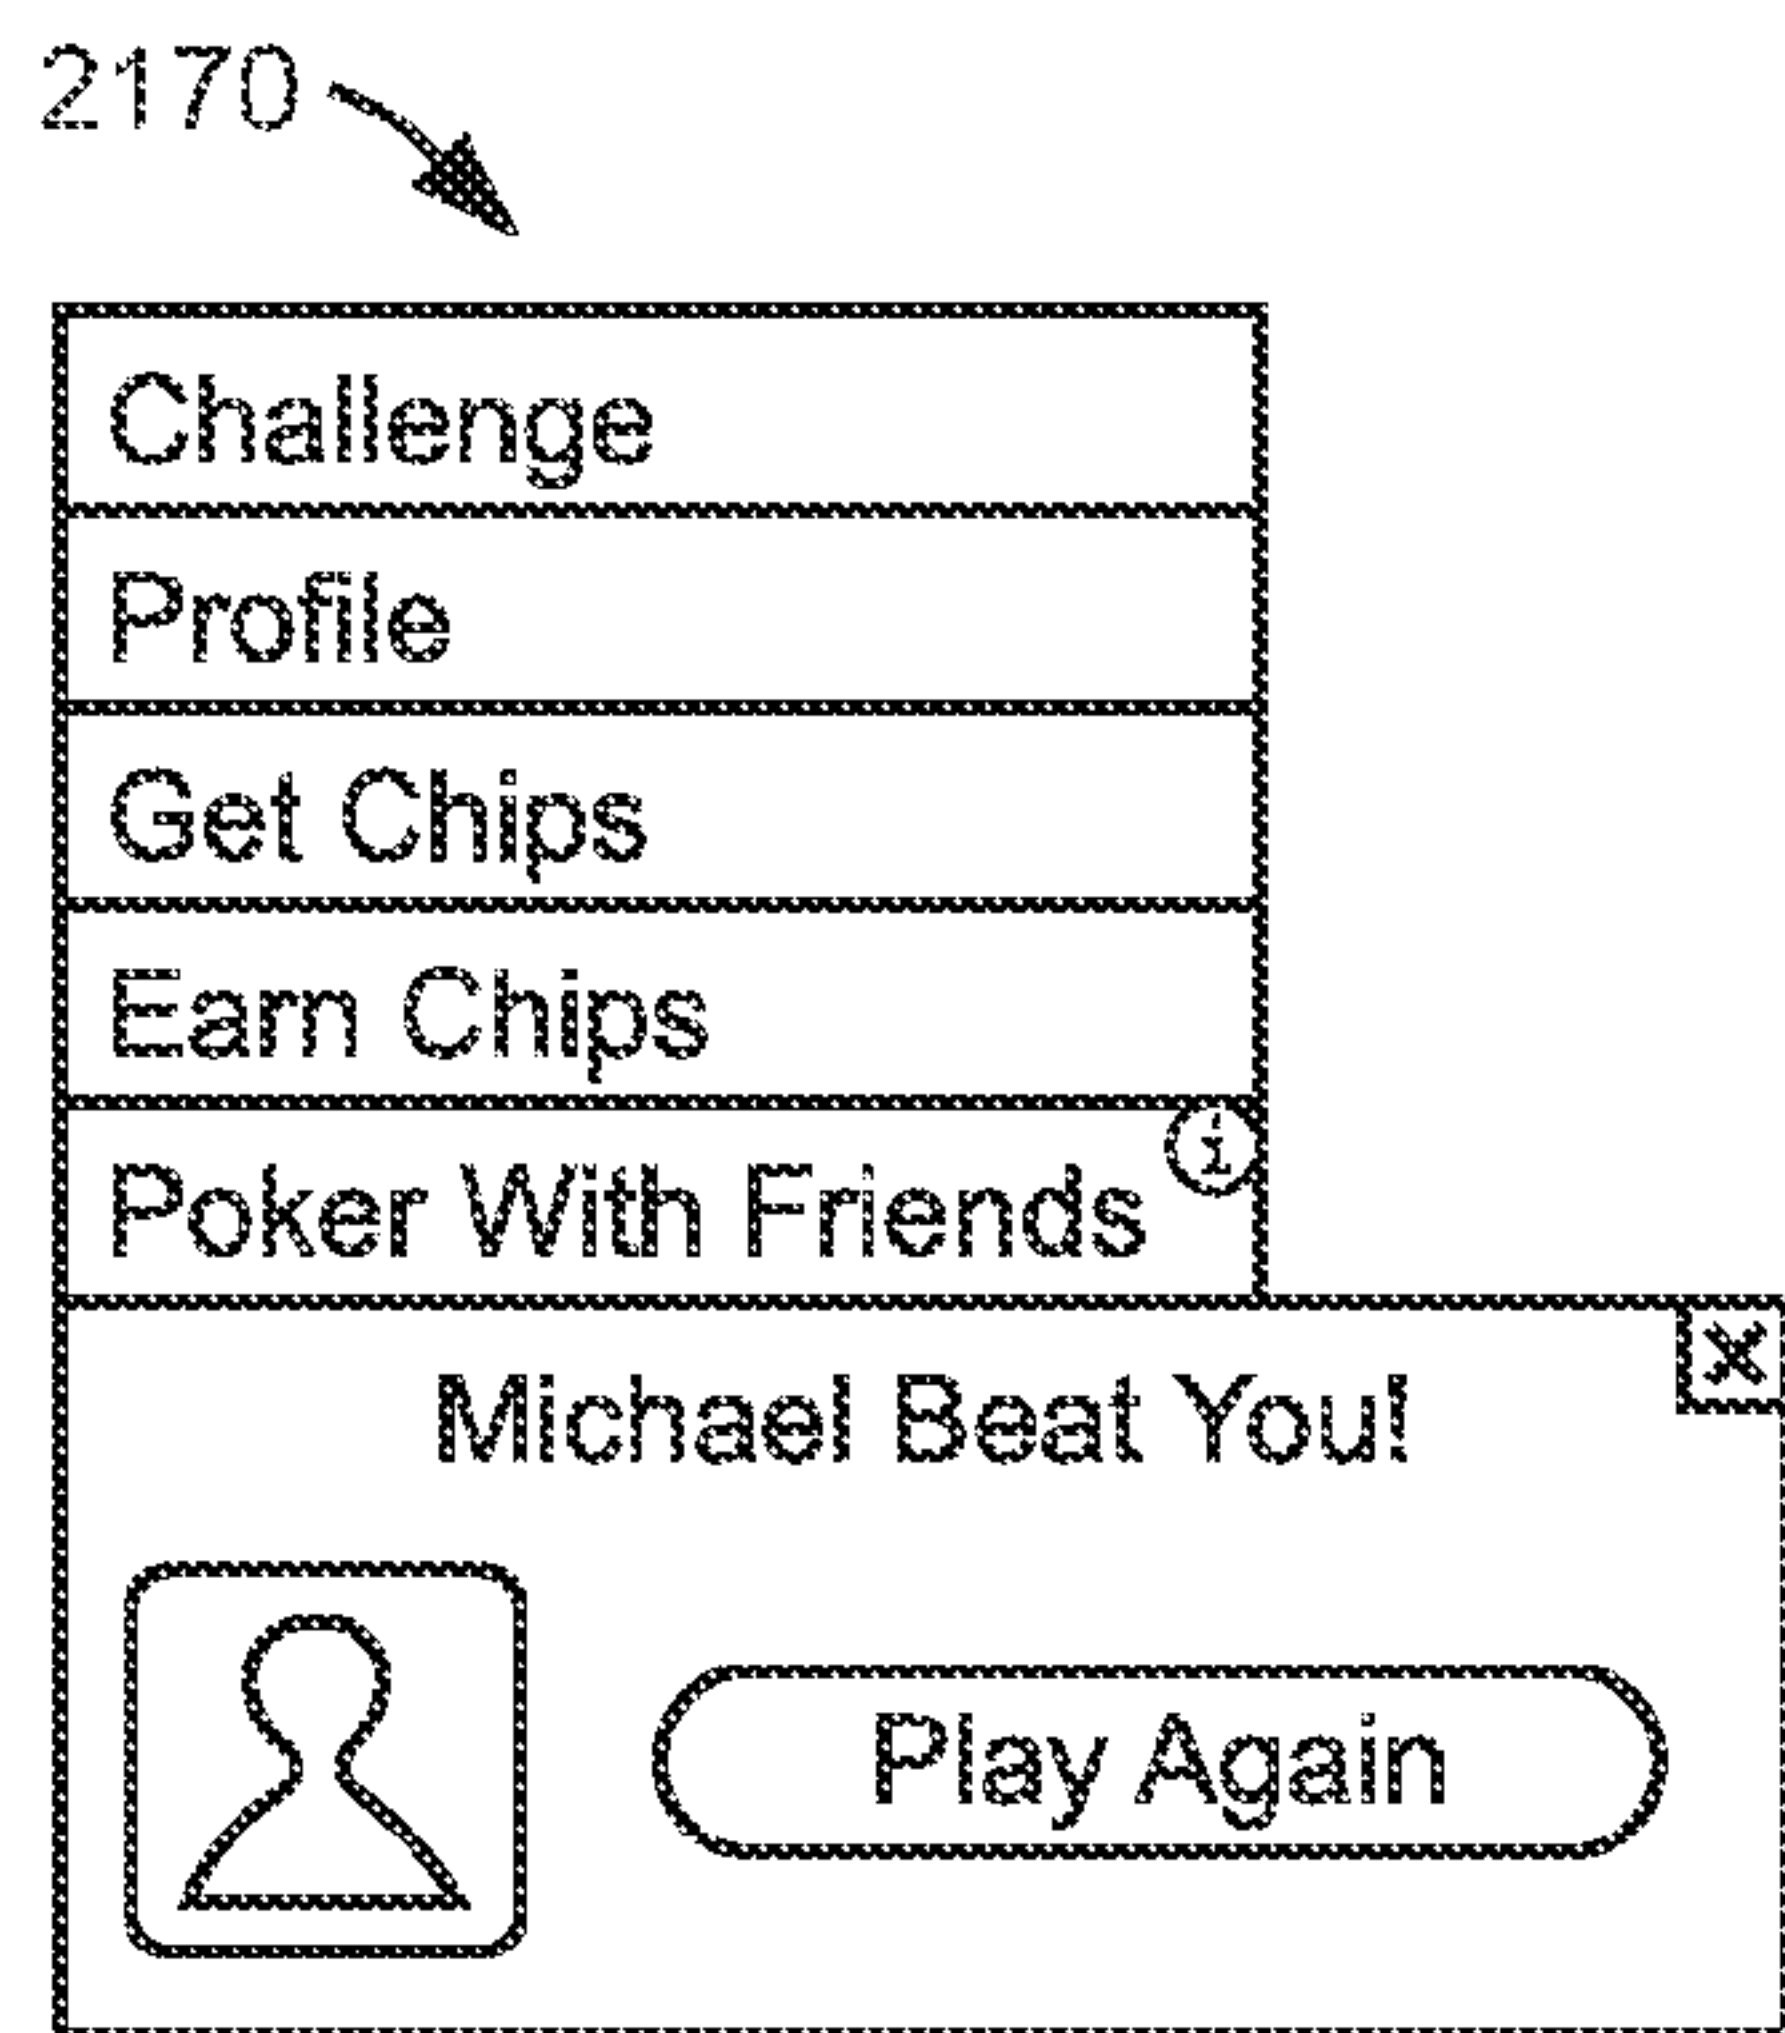 2170
Challenge
Profile
Get Chips
Earn Chips
Poker With Friends i
X
Michael Beat You!
Play Again